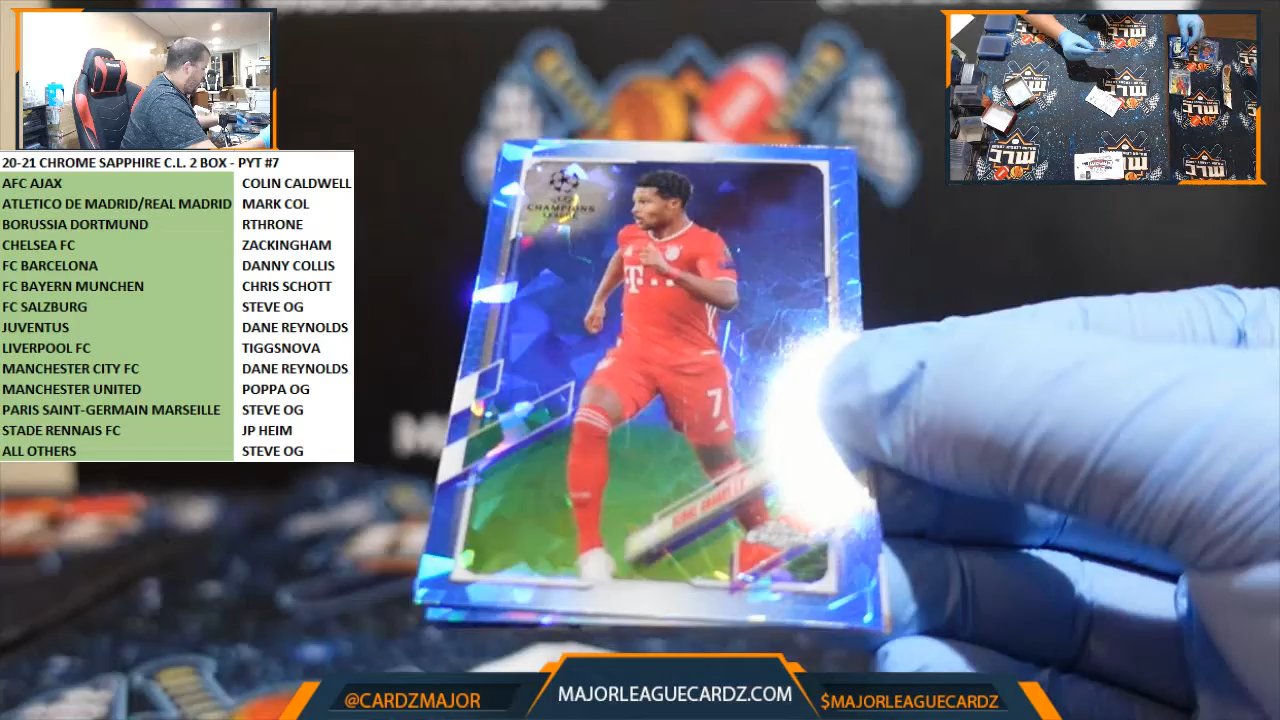 20-21 CHROME SAPPHIRE C.L. 2 BOX - PYT #7
AFC AJAX COLIN CALDWELL
ATLETICO DE MADRID/REAL MADRID MARK COL
BORUSSIA DORTMUND RTHRONE
CHELSEA FC ZACKINGHAM
FC BARCELONA DANNY COLLIS
FC BAYERN MUNCHEN CHRIS SCHOTT
FC SALZBURG STEVE OG
JUVENTUS DANE REYNOLDS
LIVERPOOL FC TIGGSNOVA
MANCHESTER CITY FC DANE REYNOLDS
MANCHESTER UNITED POPPA OG
PARIS SAINT-GERMAIN MARSEILLE STEVE OG
STADE RENNAIS FC JP HEIM
ALL OTHERS STEVE OG
CHAMPIONS
LEAGUE
T
7
@CARDZMAJOR
MAJORLEAGUECARDZ.COM
$MAJORLEAGUECARDZ